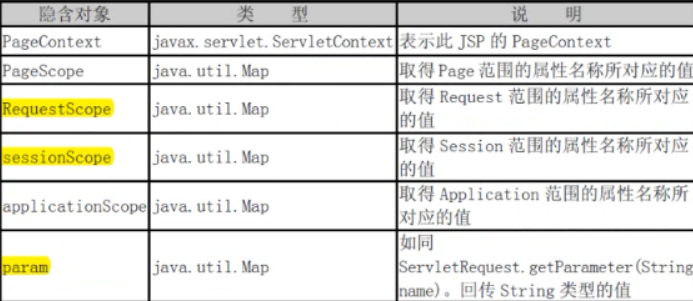 隐含对象 类 型 说 明
PageContext javax.servlet.ServletContext 表示此 JSP 的 PageContext
PageScope java.util.Map 取得 Page 范围的属性名称所对应的值
RequestScope java.util.Map 取得 Request 范围的属性名称所对应
的值
sessionScope java.util.Map 取得 Session 范围的属性名称所对应
的值
applicationScope java.util.Map 取得 Application 范围的属性名称所
对应的值
param java.util.Map 如同
ServletRequest.getParameter(String
name)。回传 String 类型的值